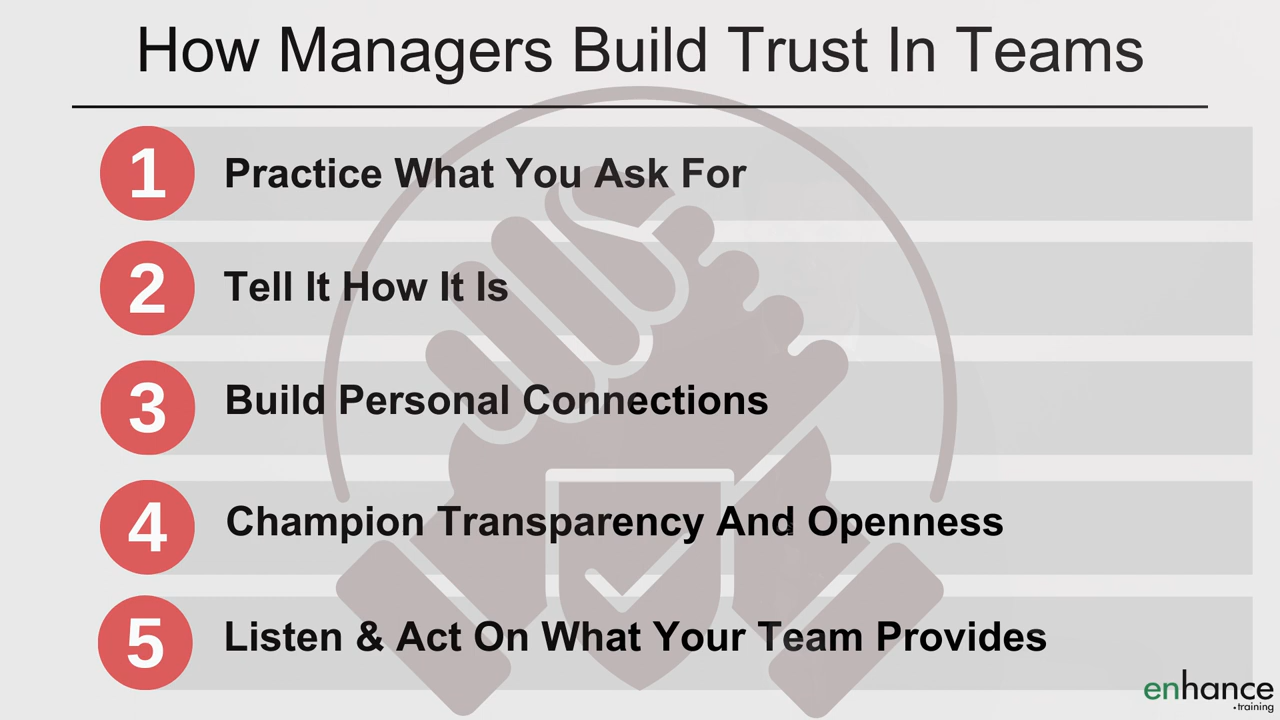 How Managers Build Trust In Teams
1 Practice What You Ask For
2 Tell It How It Is
3 Build Personal Connections
4 Champion Transparency And Openness
5 Listen & Act On What Your Team Provides
enhance
.training